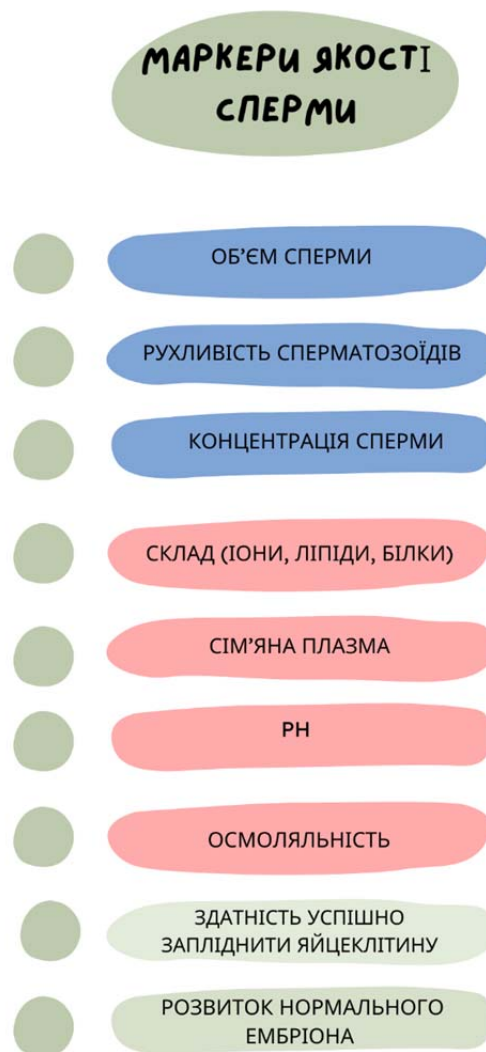 МАРКЕРИ ЯКОСТІ
СПЕРМИ
ОБ’ЄМ СПЕРМИ
РУХЛИВІСТЬ СПЕРМАТОЗОЇДІВ
КОНЦЕНТРАЦІЯ СПЕРМИ
СКЛАД (ІОНИ, ЛІПІДИ, БІЛКИ)
СІМ’ЯНА ПЛАЗМА
РН
ОСМОЛЯЛЬНІСТЬ
ЗДАТНІСТЬ УСПІШНО
ЗАПЛІДНИТИ ЯЙЦЕКЛІТИНУ
РОЗВИТОК НОРМАЛЬНОГО
ЕМБРІОНА